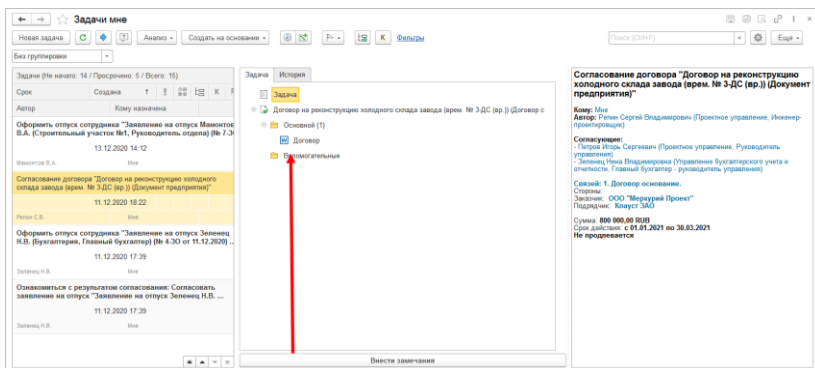 Задачи мне
Новая задача Анализ Создать на основании К Фильтры Поиск (Ctrl+F) Еще
Без группировки
Задачи (Не начато: 14 / Просрочено: 5 / Всего: 15)
Срок Создана К
Автор Кому назначена
Оформить отпуск сотрудника "Заявление на отпуск Мамонтов
В.А. (Строительный участок №1, Руководитель отдела) (№ 7-З
13.12.2020 14:12
Мамонтов В.А. Мне
Согласование договора "Договор на реконструкцию холодного
склада завода (врем. № 3-ДС (вр.)) (Документ предприятия)"
11.12.2020 18:22
Репин С.В. Мне
Оформить отпуск сотрудника "Заявление на отпуск Зеленец
Н.В. (Бухгалтерия, Главный бухгалтер) (№ 4-ЗО от 11.12.2020) ...
11.12.2020 17:39
Зеленец Н.В. Мне
Ознакомиться с результатом согласования: Согласовать
заявление на отпуск "Заявление на отпуск Зеленец Н.В. ...
11.12.2020 17:39
Зеленец Н.В. Мне
Задача История
Задача
Договор на реконструкцию холодного склада завода (врем. № 3-ДС (вр.)) (Договор с
Основной (1)
Договор
Вспомогательные
Внести замечания
Согласование договора "Договор на реконструкцию
холодного склада завода (врем. № 3-ДС (вр.)) (Документ
предприятия)"
Кому: Мне
Автор: Репин Сергей Владимирович (Проектное управление, Инженер-
проектировщик)
Согласующие:
- Петров Игорь Сергеевич (Проектное управление, Руководитель
управления)
- Зеленец Нена Владимировна (Управление бухгалтерского учета и
отчетности, Главный бухгалтер - руководитель управления)
Связей: 1. Договор основание.
Стороны:
Заказчик: ООО "Меркурий Проект"
Подрядчик: Клауст ЗАО
Сумма: 800 000,00 RUB
Срок действия: с 01.01.2021 по 30.03.2021
Не продлевается